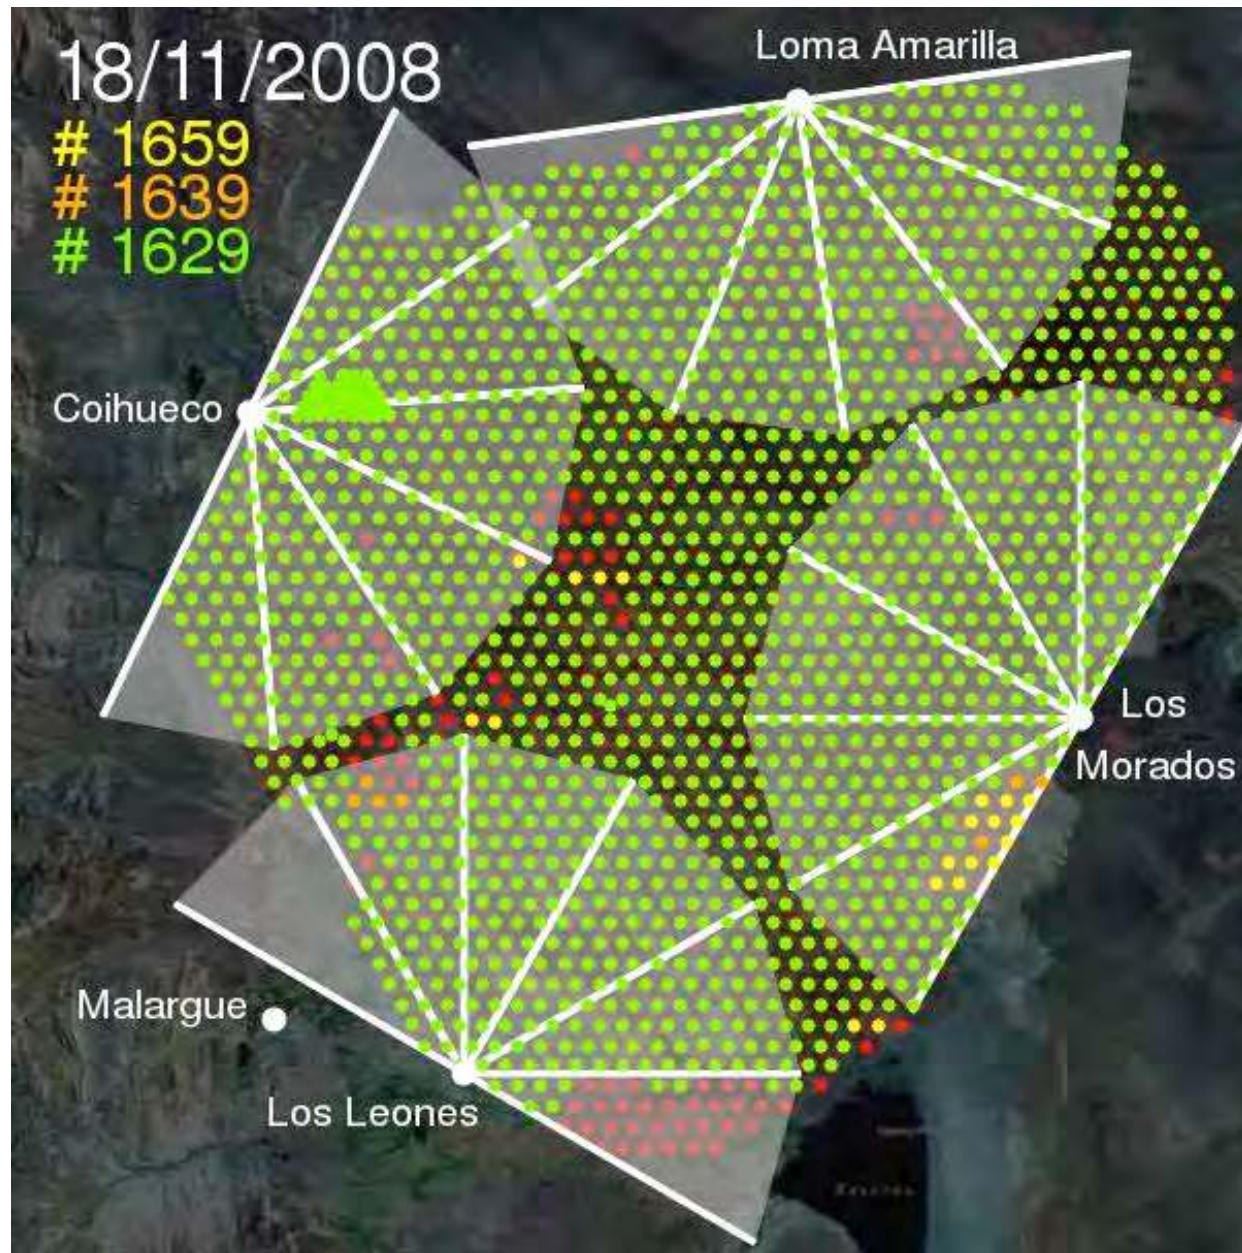 18/11/2008
# 1659
# 1639
# 1629
Loma Amarilla
Coihueco
Los
Morados
Malargue
Los Leones